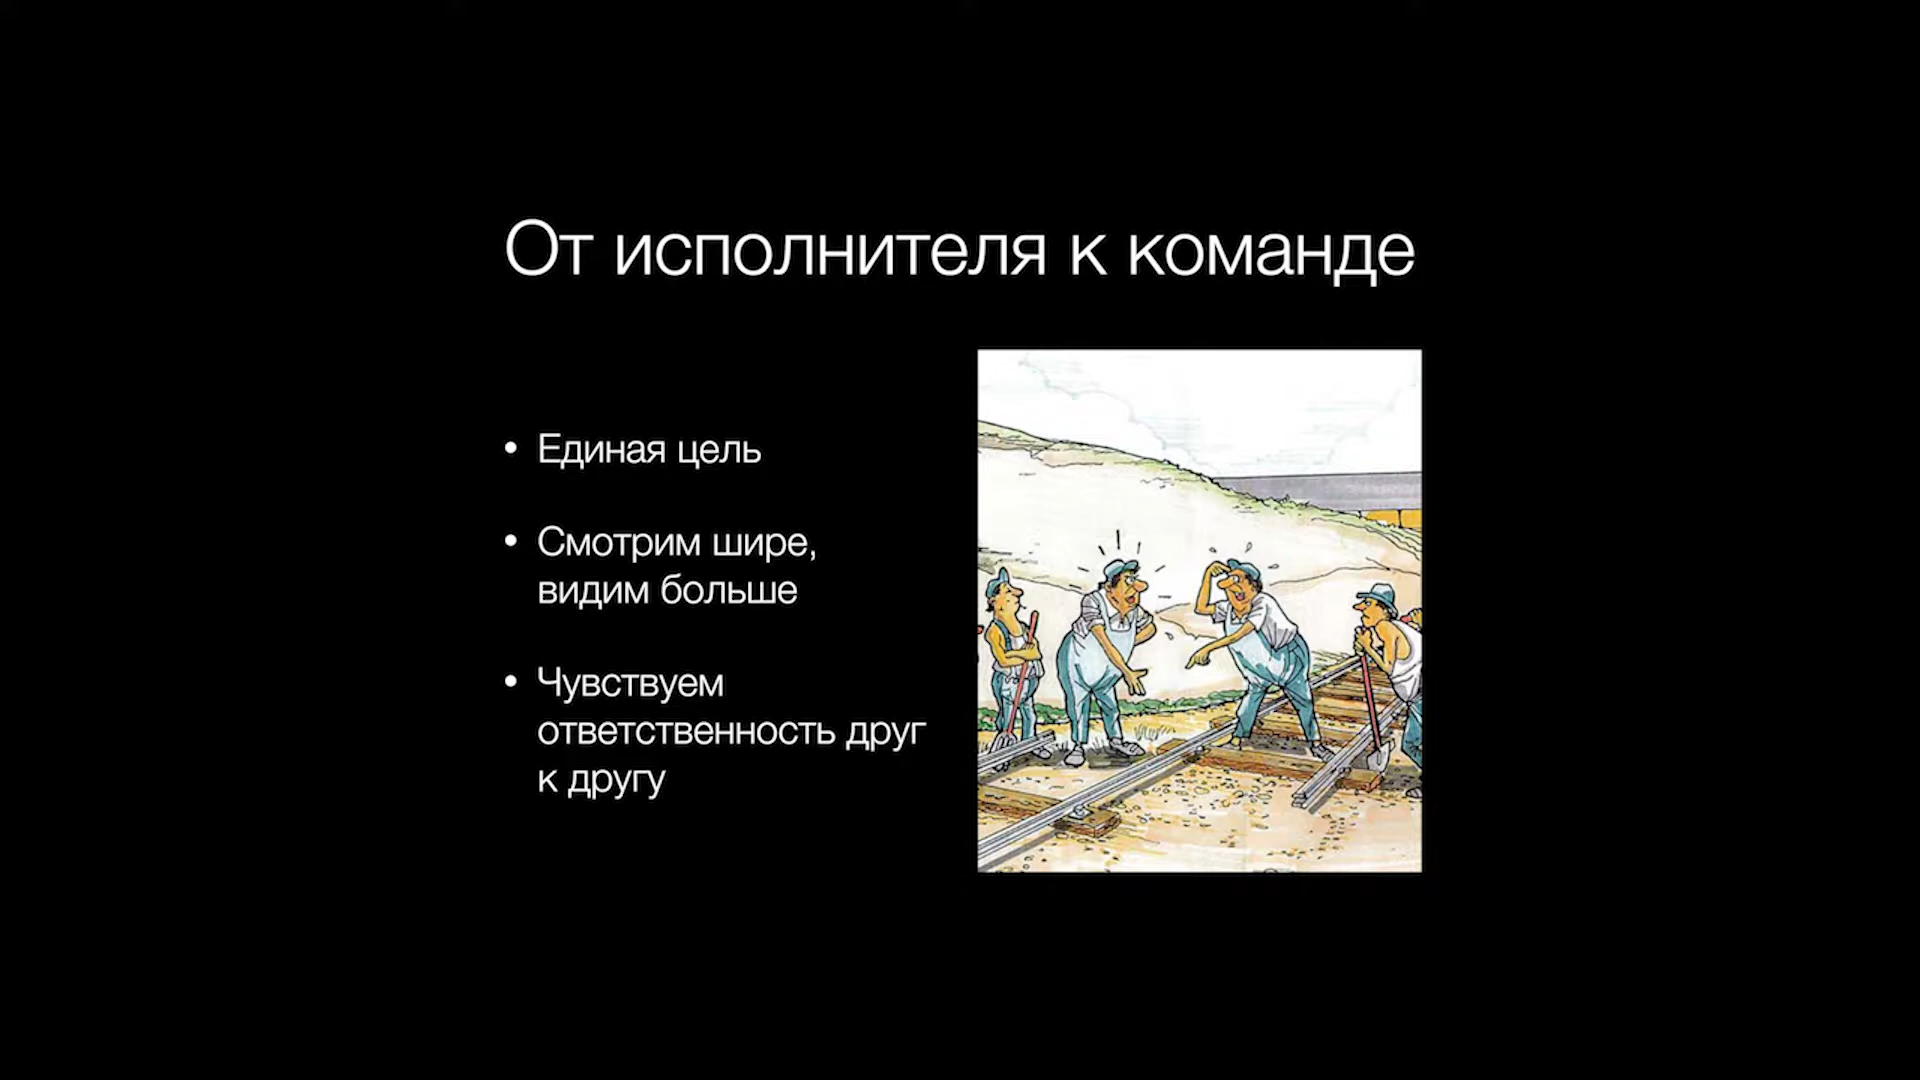 От исполнителя к команде
• Единая цель
• Смотрим шире,
видим больше
• Чувствуем
ответственность друг
к другу